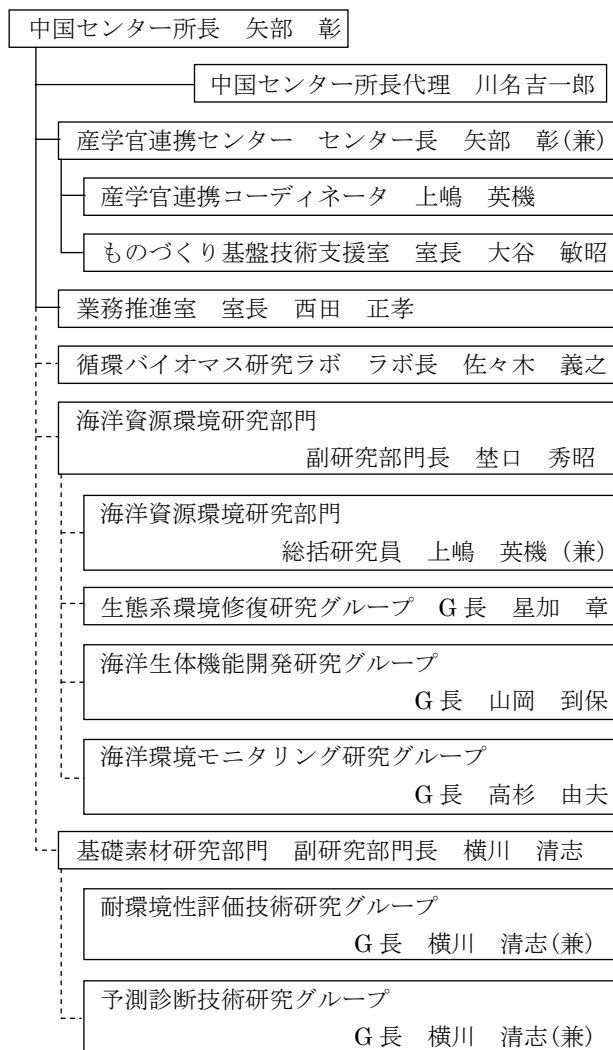 中国センター所長　矢部　彰
中国センター所長代理　川名吉一郎
産学官連携センター　センター長　矢部　彰(兼)
産学官連携コーディネータ　上嶋　英機
ものづくり基盤技術支援室　室長　大谷　敏昭
業務推進室　室長　西田　正孝
循環バイオマス研究ラボ　ラボ長　佐々木　義之
海洋資源環境研究部門
副研究部門長　埜口　秀昭
海洋資源環境研究部門
総括研究員　上嶋　英機（兼）
生態系環境修復研究グループ　G 長　星加　章
海洋生体機能開発研究グループ
G 長　山岡　到保
海洋環境モニタリング研究グループ
G 長　高杉　由夫
基礎素材研究部門　副研究部門長　横川　清志
耐環境性評価技術研究グループ
G 長　横川　清志(兼)
予測診断技術研究グループ
G 長　横川　清志(兼)